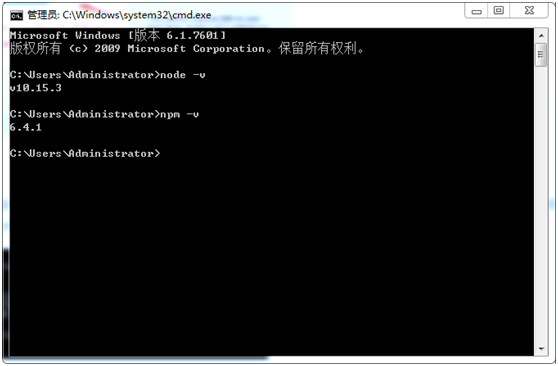 管理员: C:\Windows\system32\cmd.exe
Microsoft Windows [版本 6.1.7601]
版权所有 (c) 2009 Microsoft Corporation。保留所有权利。
C:\Users\Administrator>node -v
v10.15.3
C:\Users\Administrator>npm -v
6.4.1
C:\Users\Administrator>